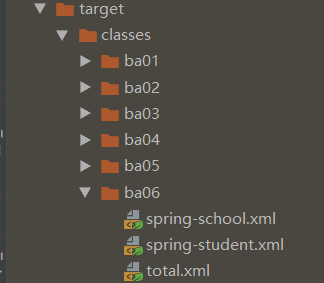 target
classes
ba01
ba02
ba03
ba04
ba05
ba06
spring-school.xml
spring-student.xml
total.xml